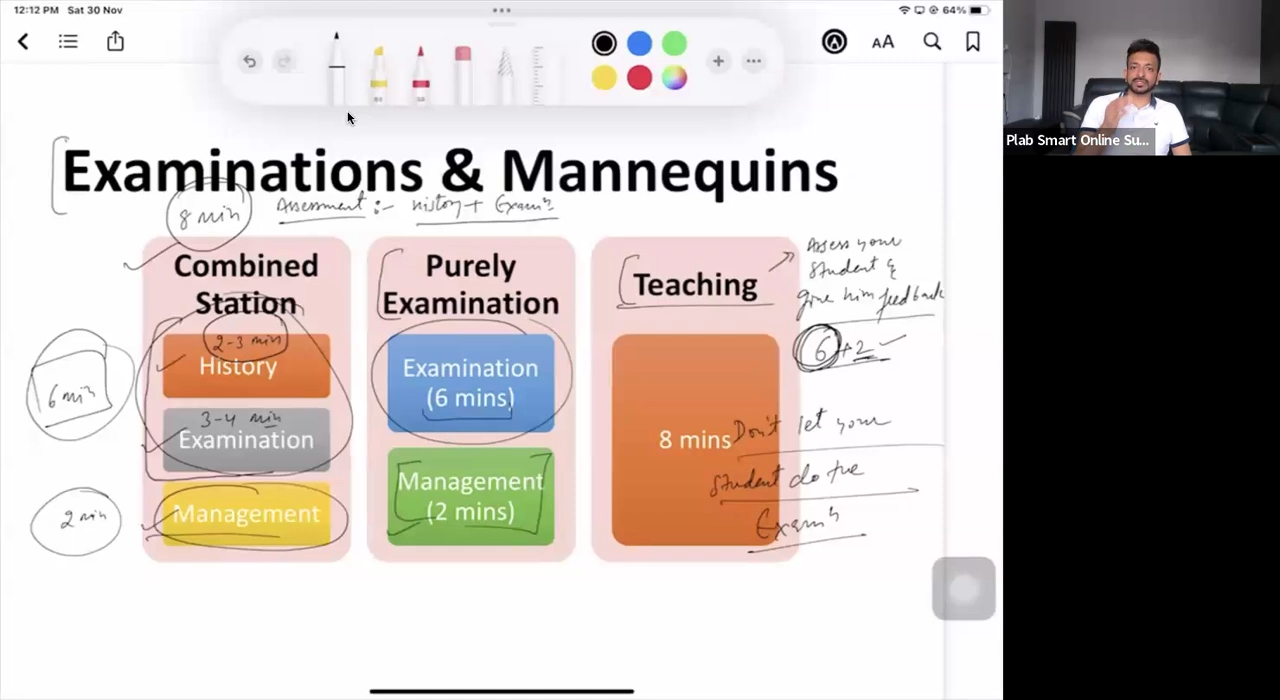 12:12 PM Sat 30 Nov
64%
AA
Plab Smart Online Su...
Examinations & Mannequins
8 min
Assessment :- History + Examn
Combined
Station
2-3 min
History
3-4 min
Examination
Management
6 min
2 min
Purely
Examination
Examination
(6 mins)
Management
(2 mins)
Teaching
8 mins
Assess your
student &
give him feedback
6 + 2
Don't let your
student do the
Examn